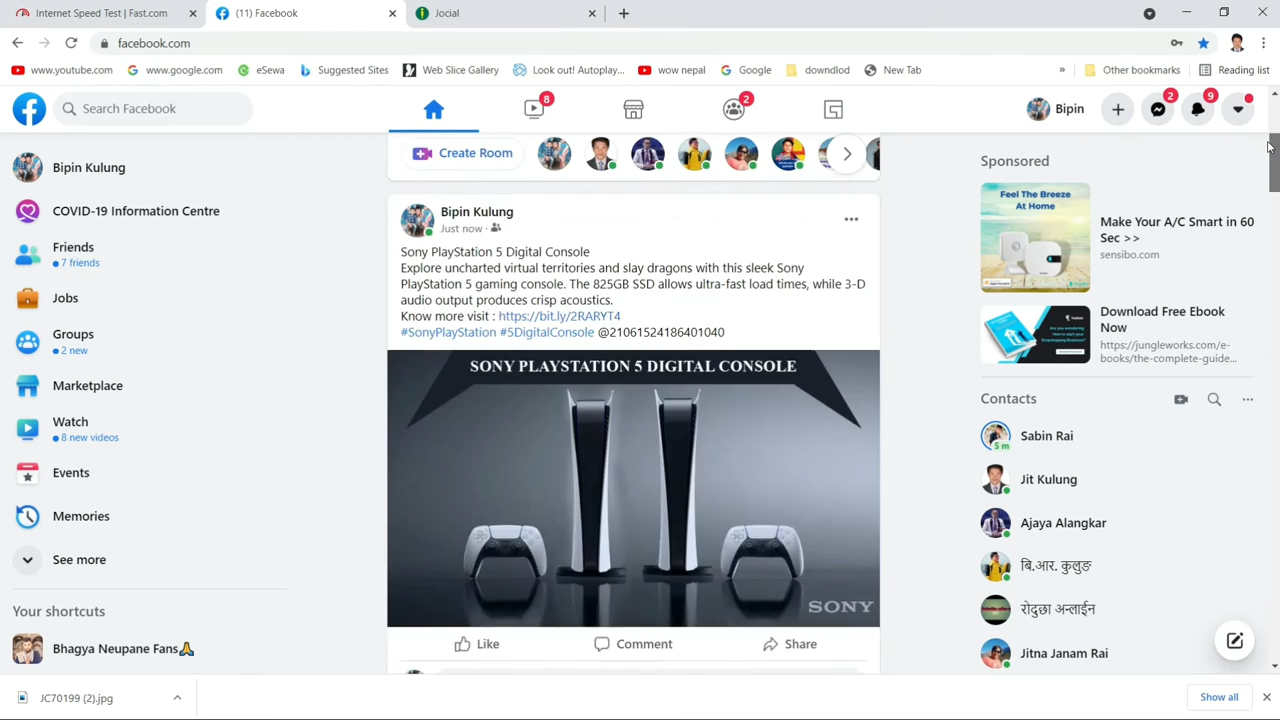 Internet Speed Test | Fast.com
(11) Facebook
Jocial
facebook.com
www.youtube.com
www.google.com
eSewa
Suggested Sites
Web Slice Gallery
Look out! Autoplay...
wow nepal
Google
downdlod
New Tab
»
Other bookmarks
Reading list
Search Facebook
8
2
Bipin
2
9
Bipin Kulung
COVID-19 Information Centre
Friends
7 friends
Jobs
Groups
2 new
Marketplace
Watch
8 new videos
Events
Memories
See more
Your shortcuts
Bhagya Neupane Fans🙏
Create Room
Bipin Kulung
Just now ·
Sony PlayStation 5 Digital Console
Explore uncharted virtual territories and slay dragons with this sleek Sony
PlayStation 5 gaming console. The 825GB SSD allows ultra-fast load times, while 3-D
audio output produces crisp acoustics.
Know more visit : https://bit.ly/2RARYT4
#SonyPlayStation #5DigitalConsole @21061524186401040
SONY PLAYSTATION 5 DIGITAL CONSOLE
SONY
Like
Comment
Share
Sponsored
Feel The Breeze
At Home
Make Your A/C Smart in 60
Sec >>
sensibo.com
Download Free Ebook
Now
https://jungleworks.com/e-
books/the-complete-guide...
Contacts
Sabin Rai
5 m
Jit Kulung
Ajaya Alangkar
बि.आर. कुलुङ
रोदुछा अन्लाईन
Jitna Janam Rai
JC70199 (2).jpg
Show all